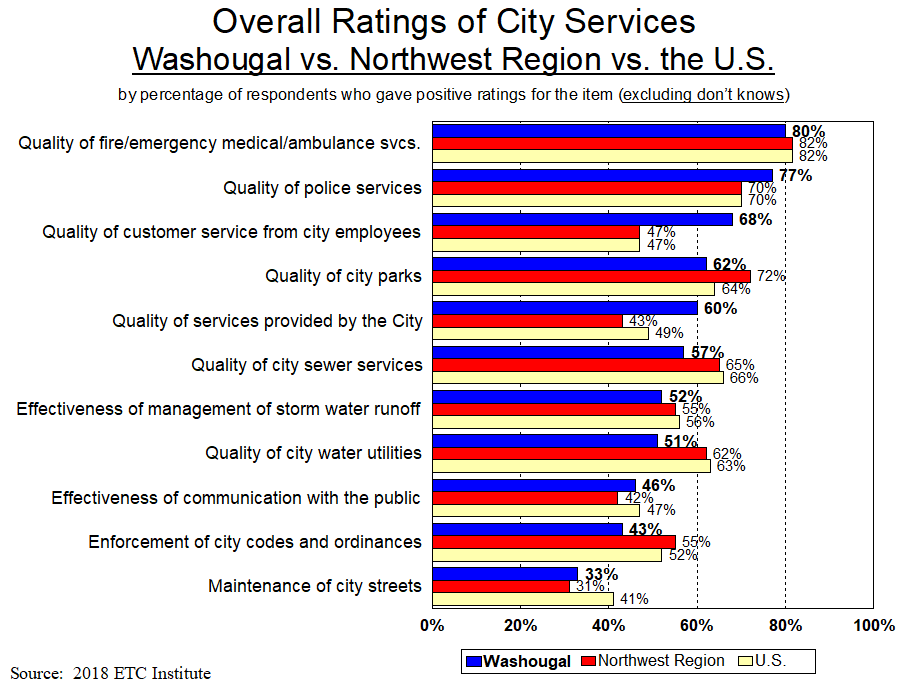 Overall Ratings of City Services
Washougal vs. Northwest Region vs. the U.S.
by percentage of respondents who gave positive ratings for the item (excluding don't knows)
Quality of fire/emergency medical/ambulance svcs.
80%
82%
82%
Quality of police services
77%
70%
70%
Quality of customer service from city employees
68%
47%
47%
Quality of city parks
62%
72%
64%
Quality of services provided by the City
60%
43%
49%
Quality of city sewer services
57%
65%
66%
Effectiveness of management of storm water runoff
52%
55%
56%
Quality of city water utilities
51%
62%
63%
Effectiveness of communication with the public
46%
42%
47%
Enforcement of city codes and ordinances
43%
55%
52%
Maintenance of city streets
33%
31%
41%
0% 20% 40% 60% 80% 100%
Washougal Northwest Region U.S.
Source: 2018 ETC Institute